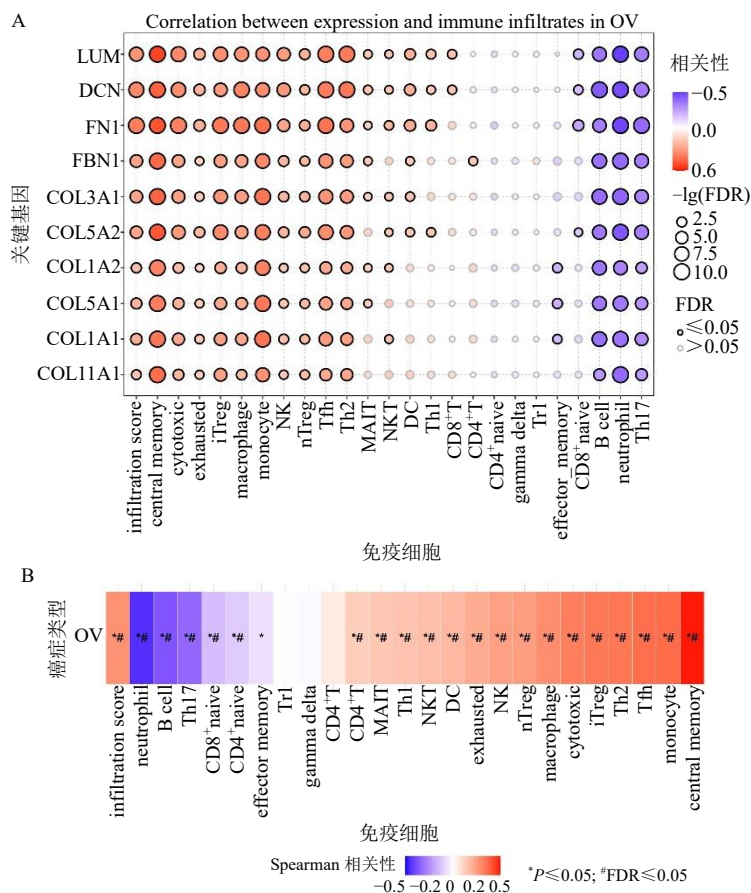 A
Correlation between expression and immune infiltrates in OV
关键基因
LUM
DCN
FN1
FBN1
COL3A1
COL5A2
COL1A2
COL5A1
COL1A1
COL11A1
infiltration score
central memory
cytotoxic
exhausted
iTreg
macrophage
monocyte
NK
nTreg
Tfh
Th2
MAIT
NKT
DC
Th1
CD8⁺T
CD4⁺T
CD4⁺naive
gamma delta
Tr1
effector_memory
CD8⁺naive
B cell
neutrophil
Th17
免疫细胞
相关性
−0.5
0.0
0.6
−lg(FDR)
2.5
5.0
7.5
10.0
FDR
≤0.05
>0.05
B
癌症类型
OV
*# *# *# *# *# *# * *# *# *# *# *# *# *# *# *# *# *# *# *# *# *#
infiltration score
neutrophil
B cell
Th17
CD8⁺naive
CD4⁺naive
effector memory
Tr1
gamma delta
CD4⁺T
CD4⁺T
MAIT
Th1
NKT
DC
exhausted
NK
nTreg
macrophage
cytotoxic
iTreg
Th2
Tfh
monocyte
central memory
免疫细胞
Spearman 相关性
−0.5 −0.2 0 0.2 0.5
*P≤0.05; #FDR≤0.05